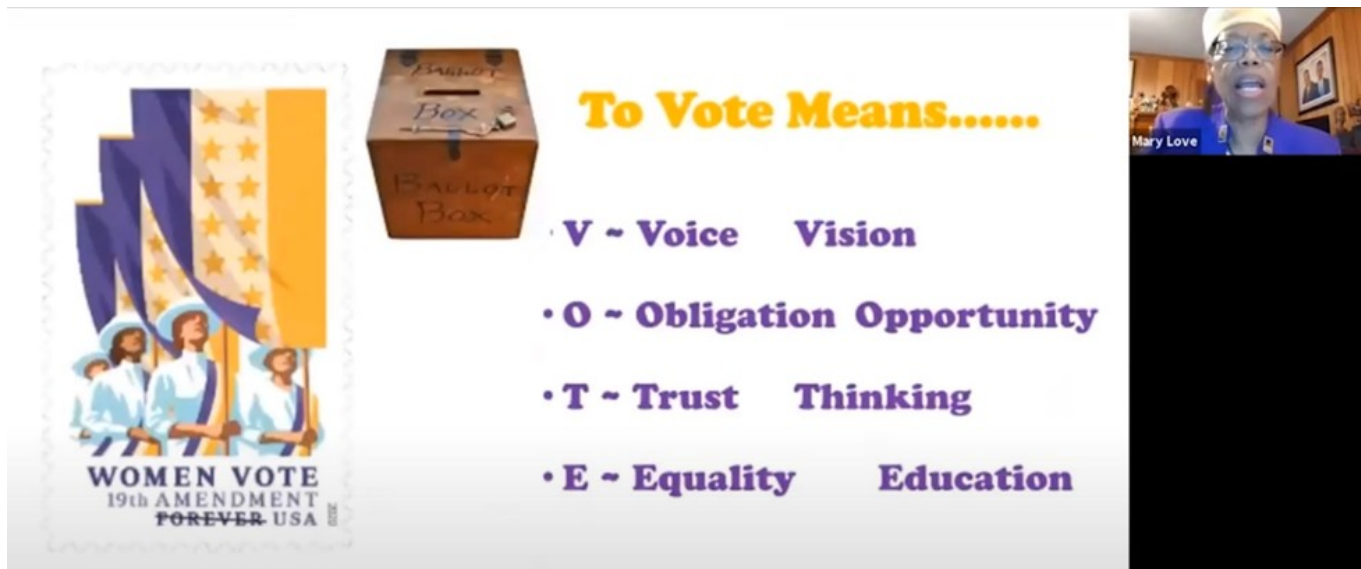 WOMEN VOTE
19th AMENDMENT
FOREVER USA
2020
BALLOT
BOX
BALLOT
BOX
To Vote Means......
• V ~ Voice Vision
• O ~ Obligation Opportunity
• T ~ Trust Thinking
• E ~ Equality Education
Mary Love